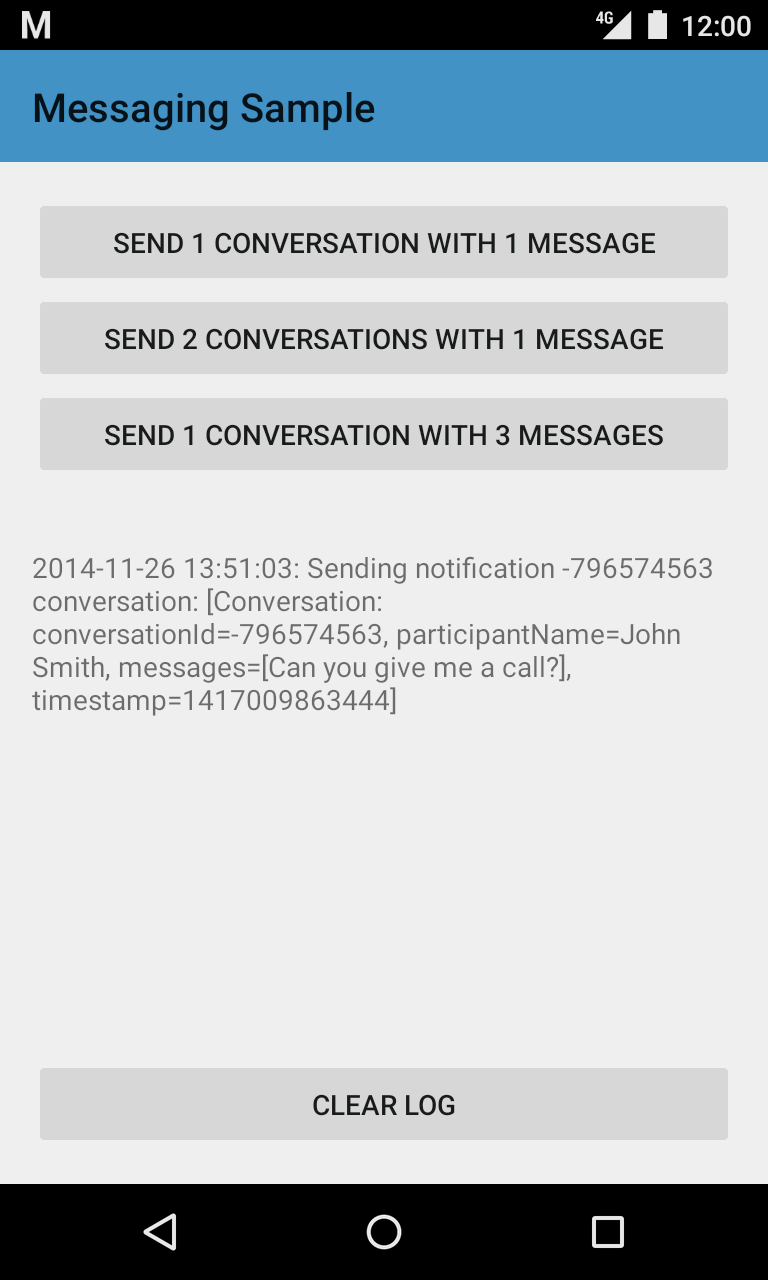 M
4G 12:00
Messaging Sample
SEND 1 CONVERSATION WITH 1 MESSAGE
SEND 2 CONVERSATIONS WITH 1 MESSAGE
SEND 1 CONVERSATION WITH 3 MESSAGES
2014-11-26 13:51:03: Sending notification -796574563
conversation: [Conversation:
conversationId=-796574563, participantName=John
Smith, messages=[Can you give me a call?],
timestamp=1417009863444]
CLEAR LOG